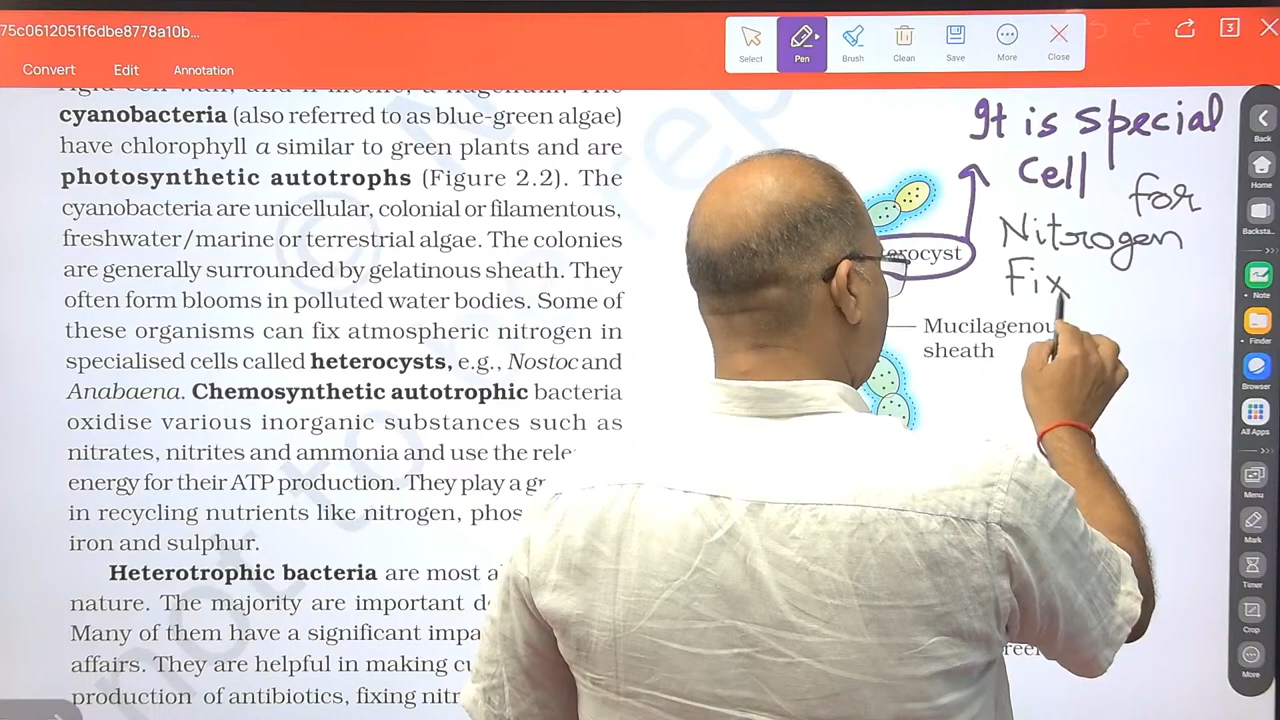 75c0612051f6dbe8778a10b...
Convert Edit Annotation
Select Pen Brush Clean Save More Close
3
cyanobacteria (also referred to as blue-green algae)
have chlorophyll a similar to green plants and are
photosynthetic autotrophs (Figure 2.2). The
cyanobacteria are unicellular, colonial or filamentous,
freshwater/marine or terrestrial algae. The colonies
are generally surrounded by gelatinous sheath. They
often form blooms in polluted water bodies. Some of
these organisms can fix atmospheric nitrogen in
specialised cells called heterocysts, e.g., Nostoc and
Anabaena. Chemosynthetic autotrophic bacteria
oxidise various inorganic substances such as
nitrates, nitrites and ammonia and use the rele
energy for their ATP production. They play a gr
in recycling nutrients like nitrogen, phos
iron and sulphur.
Heterotrophic bacteria are most a
nature. The majority are important d
Many of them have a significant impa
affairs. They are helpful in making cu
production of antibiotics, fixing nitr
It is special
cell
for
Nitrogen
Fix
erocyst
Mucilagenou
sheath
Back
Home
Backsta...
Note
Finder
Browser
All Apps
Menu
Mark
Timer
Crop
More